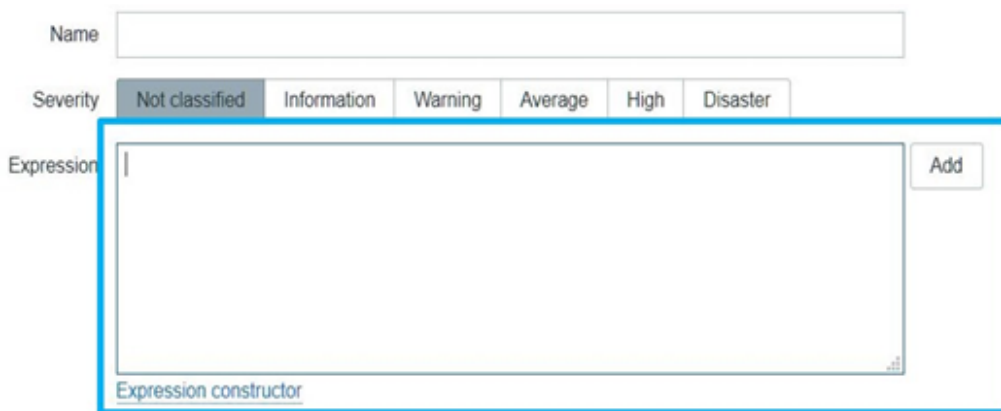 Name
Severity Not classified Information Warning Average High Disaster
Expression Add
Expression constructor